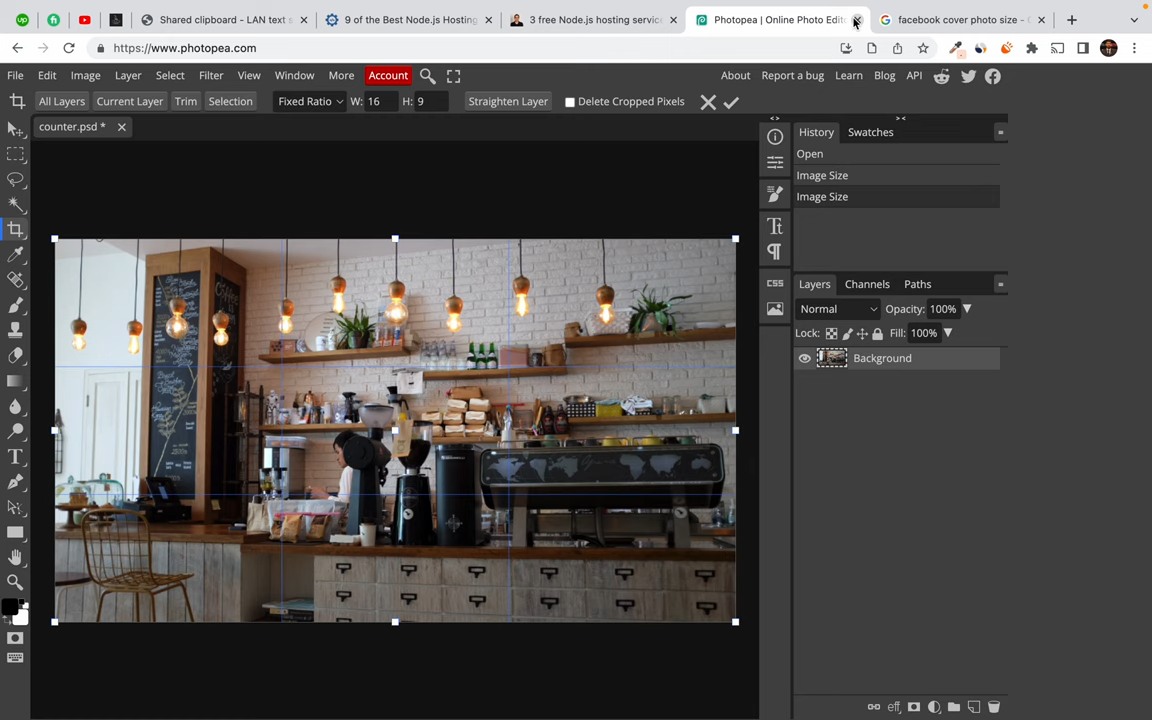 Shared clipboard - LAN text s
9 of the Best Node.js Hosting
3 free Node.js hosting service
Photopea | Online Photo Edit
facebook cover photo size - G
https://www.photopea.com
File Edit Image Layer Select Filter View Window More Account About Report a bug Learn Blog API
All Layers Current Layer Trim Selection Fixed Ratio W: 16 H: 9 Straighten Layer Delete Cropped Pixels
counter.psd *
History Swatches
Open
Image Size
Image Size
CSS
Layers Channels Paths
Normal Opacity: 100%
Lock: Fill: 100%
Background
eff